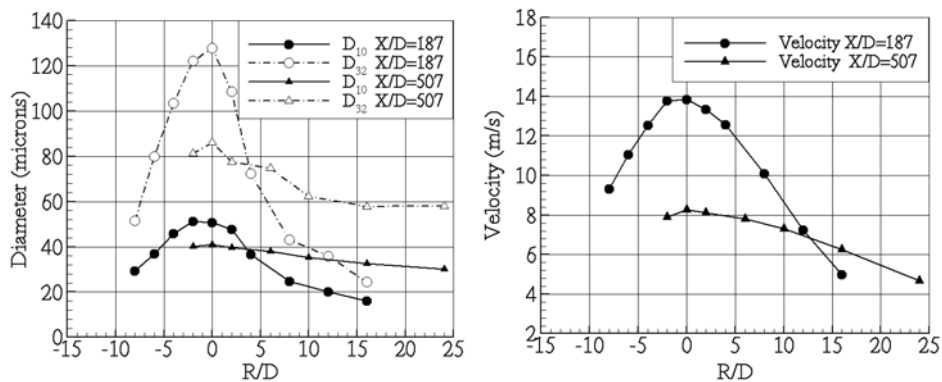 140
120
100
80
60
40
20
0
-15 -10 -5 0 5 10 15 20 25
Diameter (microns)
R/D
D10 X/D=187
D32 X/D=187
D10 X/D=507
D32 X/D=507
18
16
14
12
10
8
6
4
2
-15 -10 -5 0 5 10 15 20 25
Velocity (m/s)
R/D
Velocity X/D=187
Velocity X/D=507